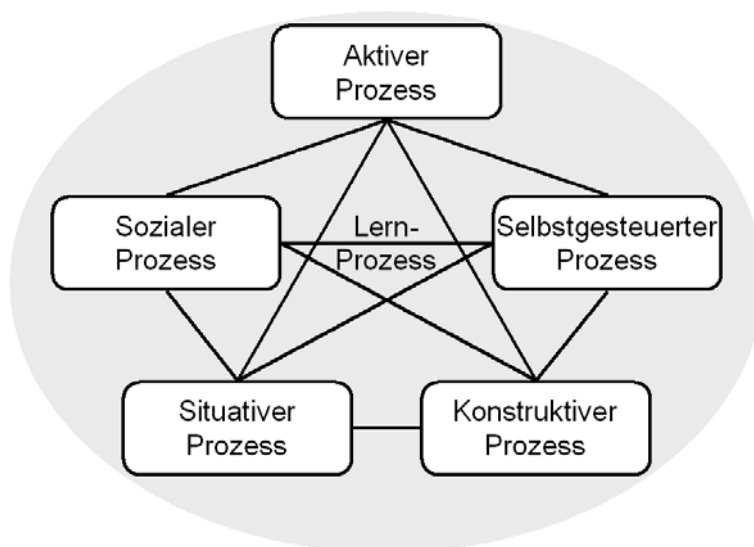 Aktiver
Prozess
Sozialer
Prozess
Lern-
Prozess
Selbstgesteuerter
Prozess
Situativer
Prozess
Konstruktiver
Prozess